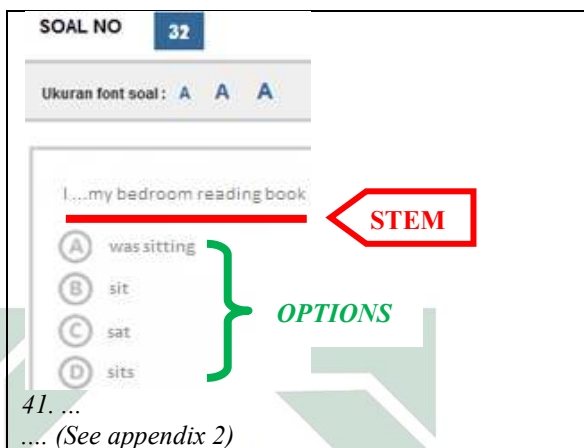 SOAL NO 32
Ukuran font soal : A A A
I ...my bedroom reading book
STEM
A was sitting
B sit
OPTIONS
C sat
D sits
41. ...
.... (See appendix 2)